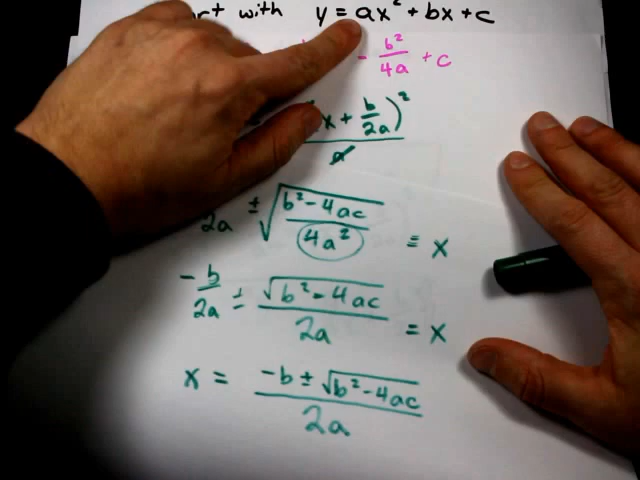 rt with y = ax² + bx + c
- b²/4a + c
x + b/2a)²
a
2a ± √(b² - 4ac / 4a²) = x
-b/2a ± √(b² - 4ac) / 2a = x
x = (-b ± √(b² - 4ac)) / 2a